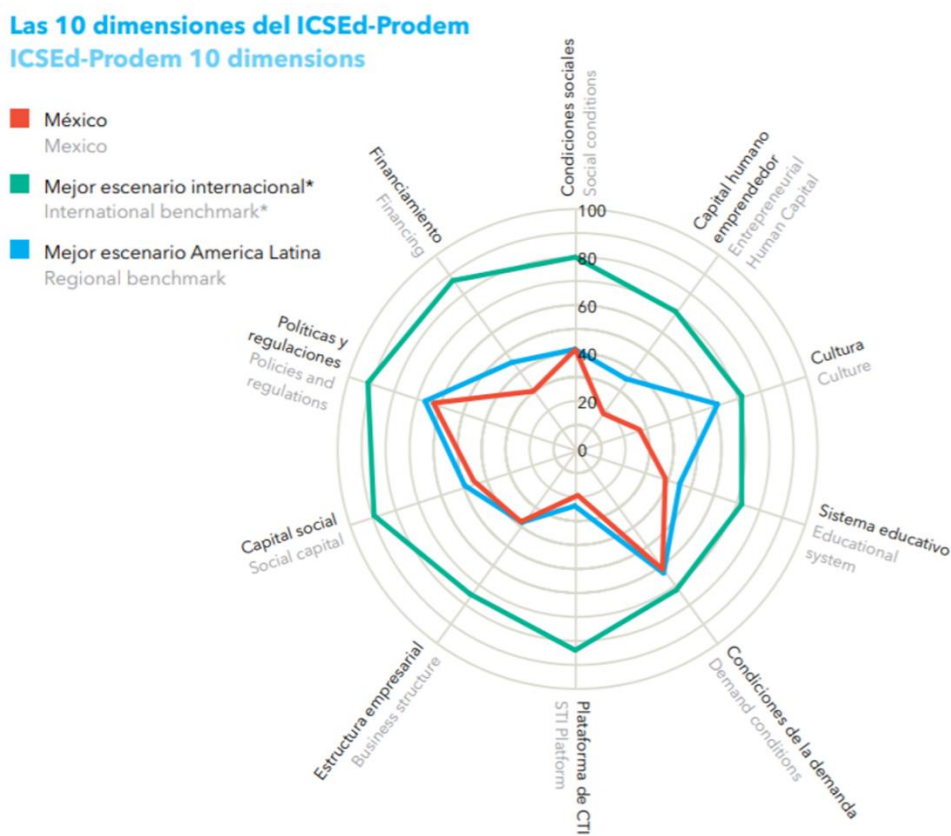 Las 10 dimensiones del ICSEd-Prodem
ICSEd-Prodem 10 dimensions
México
Mexico
Mejor escenario internacional*
International benchmark*
Mejor escenario America Latina
Regional benchmark
Condiciones sociales
Social conditions
Capital humano
emprendedor
Entrepreneurial
Human Capital
Cultura
Culture
Sistema educativo
Educational
system
Condiciones de la demanda
Demand conditions
Plataforma de CTI
STI Platform
Estructura empresarial
Business structure
Capital social
Social capital
Políticas y
regulaciones
Policies and
regulations
Financiamiento
Financing
100
80
60
40
20
0